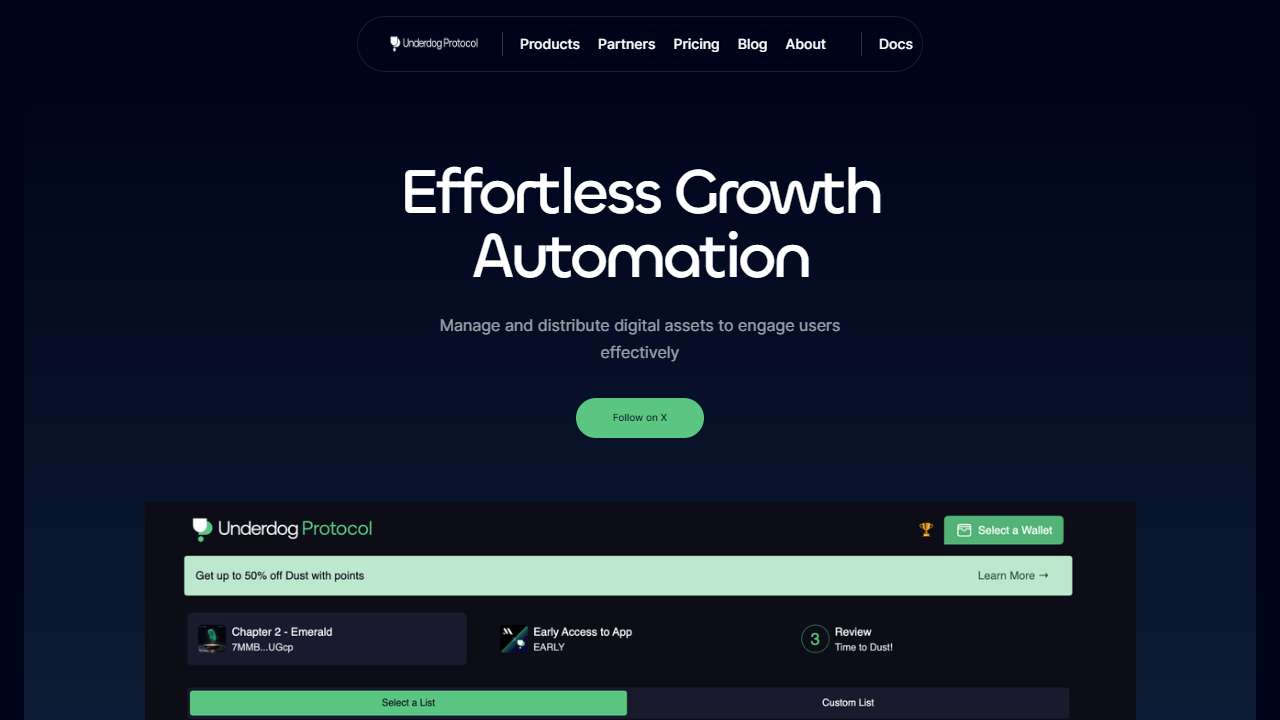 Underdog Protocol
Products Partners Pricing Blog About Docs
Effortless Growth
Automation
Manage and distribute digital assets to engage users
effectively
Follow on X
Underdog Protocol
Select a Wallet
Get up to 50% off Dust with points
Learn More →
Chapter 2 - Emerald
7MMB...UGcp
Early Access to App
EARLY
3
Review
Time to Dust!
Select a List
Custom List